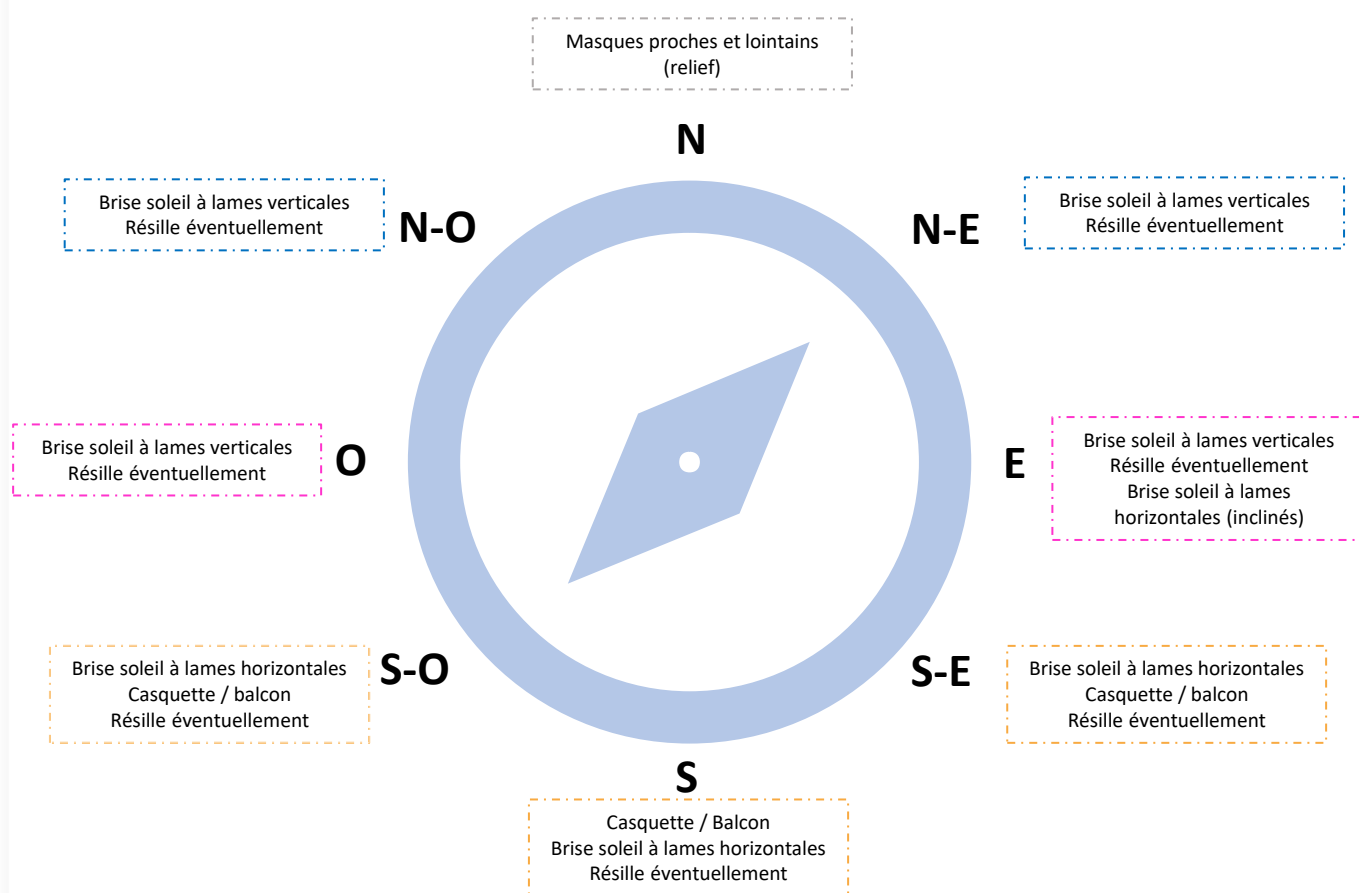 Masques proches et lointains
(relief)
N
Brise soleil à lames verticales
Résille éventuellement
N-O
N-E
Brise soleil à lames verticales
Résille éventuellement
Brise soleil à lames verticales
Résille éventuellement
O
E
Brise soleil à lames verticales
Résille éventuellement
Brise soleil à lames
horizontales (inclinés)
Brise soleil à lames horizontales
Casquette / balcon
Résille éventuellement
S-O
S-E
Brise soleil à lames horizontales
Casquette / balcon
Résille éventuellement
S
Casquette / Balcon
Brise soleil à lames horizontales
Résille éventuellement